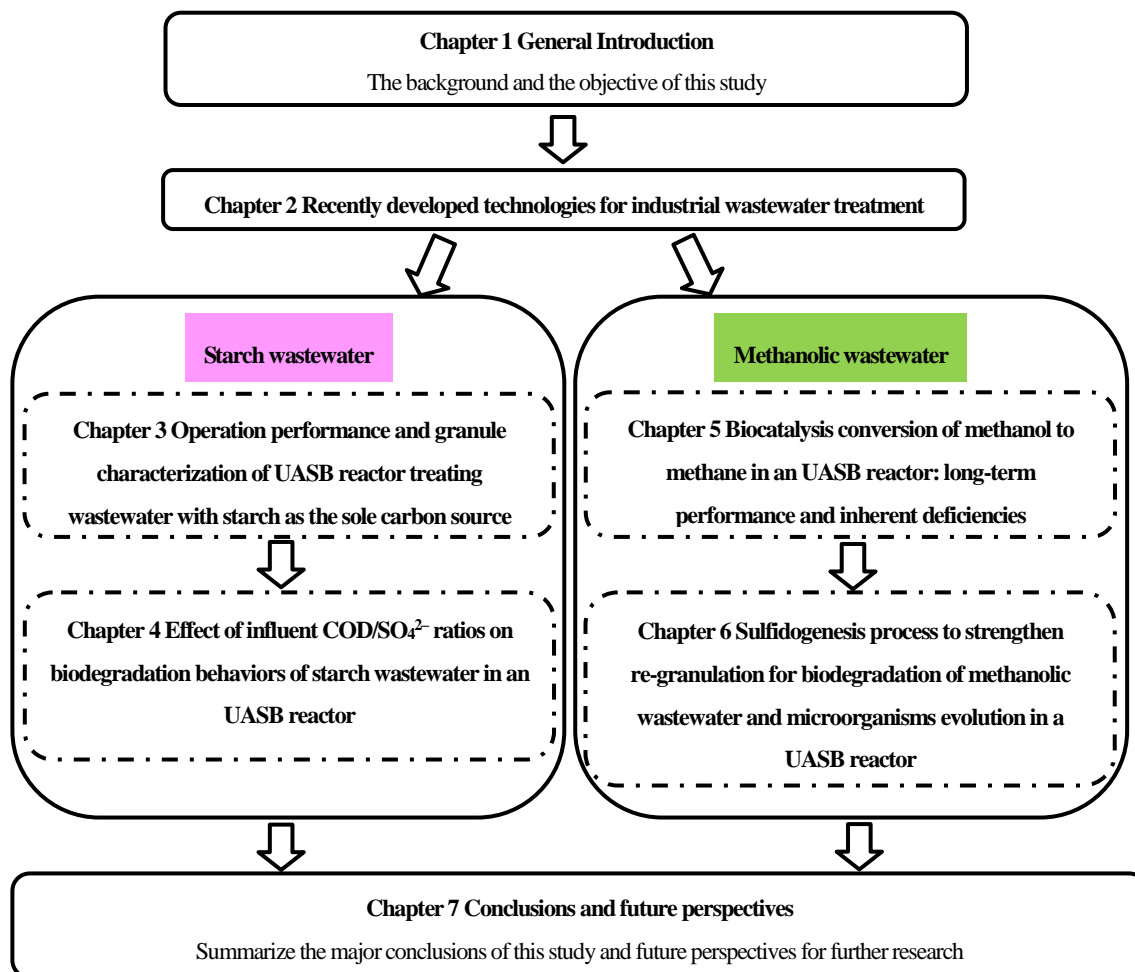 Chapter 1 General Introduction
The background and the objective of this study
Chapter 2 Recently developed technologies for industrial wastewater treatment
Starch wastewater
Chapter 3 Operation performance and granule
characterization of UASB reactor treating
wastewater with starch as the sole carbon source
Chapter 4 Effect of influent COD/SO₄²⁻ ratios on
biodegradation behaviors of starch wastewater in an
UASB reactor
Methanolic wastewater
Chapter 5 Biocatalysis conversion of methanol to
methane in an UASB reactor: long-term
performance and inherent deficiencies
Chapter 6 Sulfidogenesis process to strengthen
re-granulation for biodegradation of methanolic
wastewater and microorganisms evolution in a
UASB reactor
Chapter 7 Conclusions and future perspectives
Summarize the major conclusions of this study and future perspectives for further research